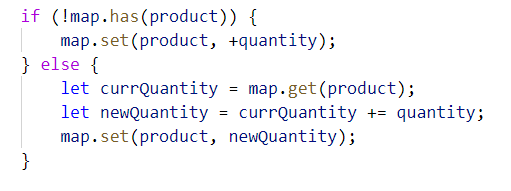 if (!map.has(product)) {
    map.set(product, +quantity);
} else {
    let currQuantity = map.get(product);
    let newQuantity = currQuantity += quantity;
    map.set(product, newQuantity);
}